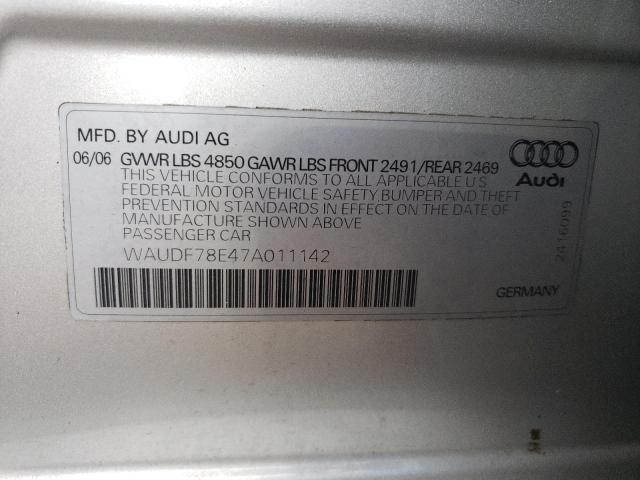 MFD. BY AUDI AG
06/06 GVWR LBS 4850 GAWR LBS FRONT 2491/REAR 2469
THIS VEHICLE CONFORMS TO ALL APPLICABLE U S
FEDERAL MOTOR VEHICLE SAFETY, BUMPER AND THEFT
PREVENTION STANDARDS IN EFFECT ON THE DATE OF
MANUFACTURE SHOWN ABOVE
PASSENGER CAR
WAUDF78E47A011142
Audi
2416099
GERMANY